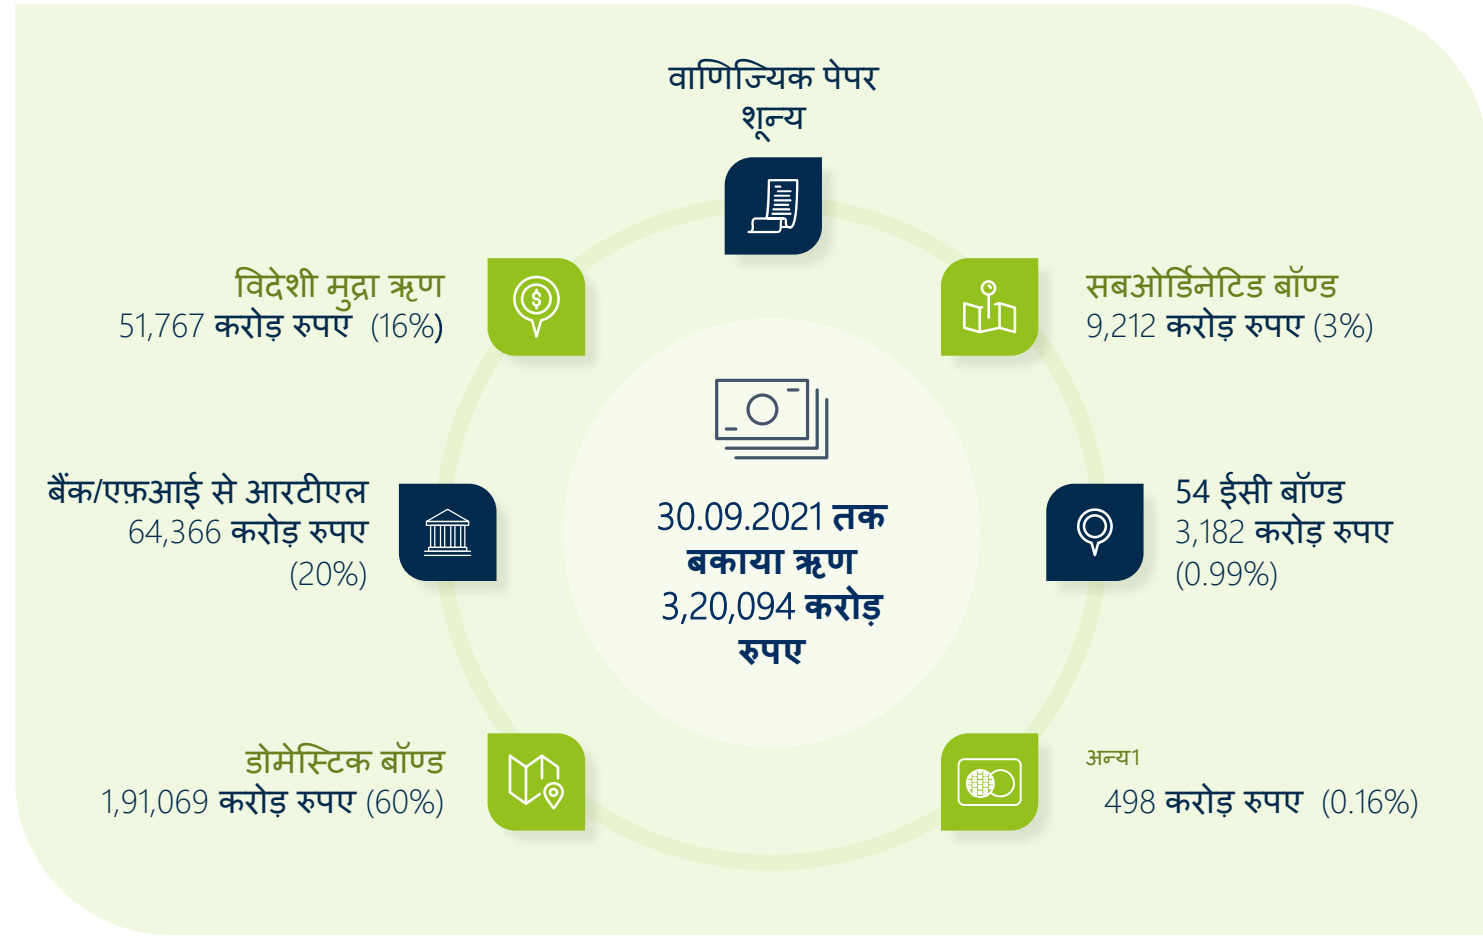 वाणिज्यिक पेपर
शून्य
विदेशी मुद्रा ऋण
51,767 करोड़ रुपए (16%)
सबओर्डिनेटिड बॉण्ड
9,212 करोड़ रुपए (3%)
बैंक/एफ़आई से आरटीएल
64,366 करोड़ रुपए
(20%)
30.09.2021 तक
बकाया ऋण
3,20,094 करोड़
रुपए
54 ईसी बॉण्ड
3,182 करोड़ रुपए
(0.99%)
डोमेस्टिक बॉण्ड
1,91,069 करोड़ रुपए (60%)
अन्य1
498 करोड़ रुपए (0.16%)